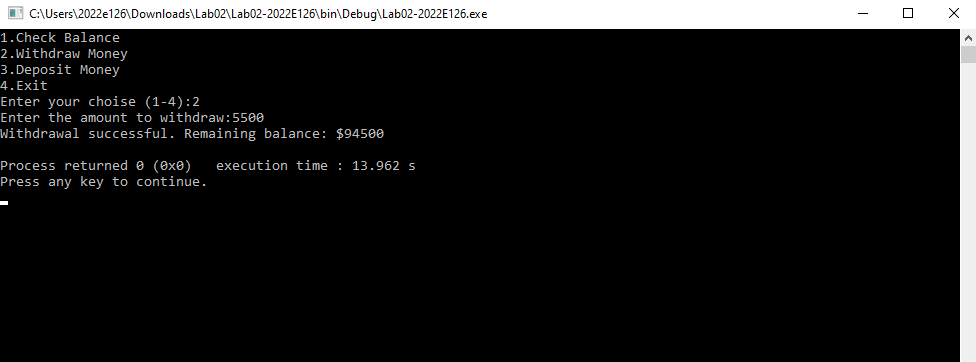 C:\Users\2022e126\Downloads\Lab02\Lab02-2022E126\bin\Debug\Lab02-2022E126.exe
1.Check Balance
2.Withdraw Money
3.Deposit Money
4.Exit
Enter your choise (1-4):2
Enter the amount to withdraw:5500
Withdrawal successful. Remaining balance: $94500
Process returned 0 (0x0)   execution time : 13.962 s
Press any key to continue.